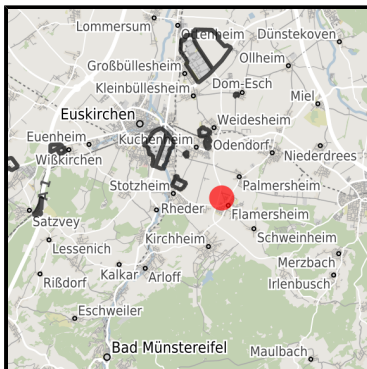 Lommersum
Ottenheim
Dünstekoven
Großbüllesheim
Ollheim
Kleinbüllesheim
Dom-Esch
Miel
Euskirchen
Weidesheim
Euenheim
Kuchenheim
Odendorf
Wißkirchen
Niederdrees
Stotzheim
Palmersheim
Satzvey
Rheder
Flamersheim
Schweinheim
Lessenich
Kirchheim
Merzbach
Rißdorf
Kalkar
Arloff
Irlenbusch
Eschweiler
Bad Münstereifel
Maulbach